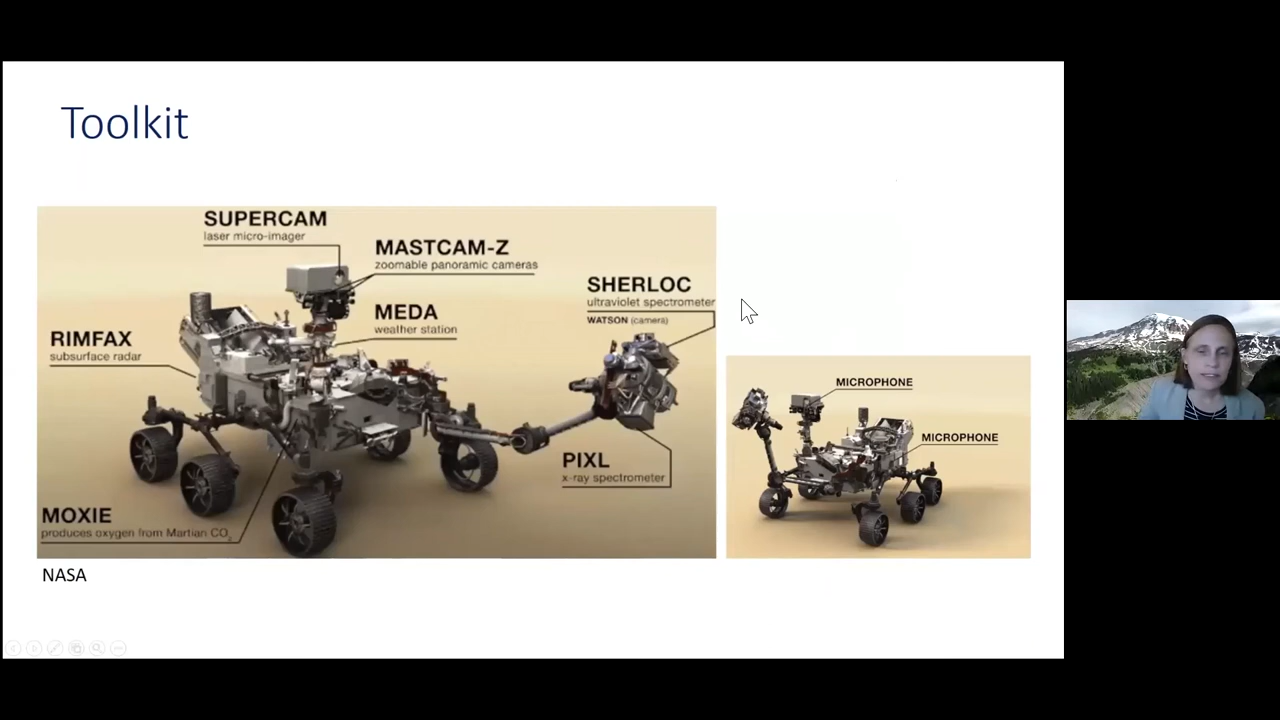 Toolkit
SUPERCAM
laser micro-imager
MASTCAM-Z
zoomable panoramic cameras
SHERLOC
ultraviolet spectrometer
WATSON (camera)
MEDA
weather station
RIMFAX
subsurface radar
PIXL
x-ray spectrometer
MOXIE
produces oxygen from Martian CO2
MICROPHONE
MICROPHONE
NASA